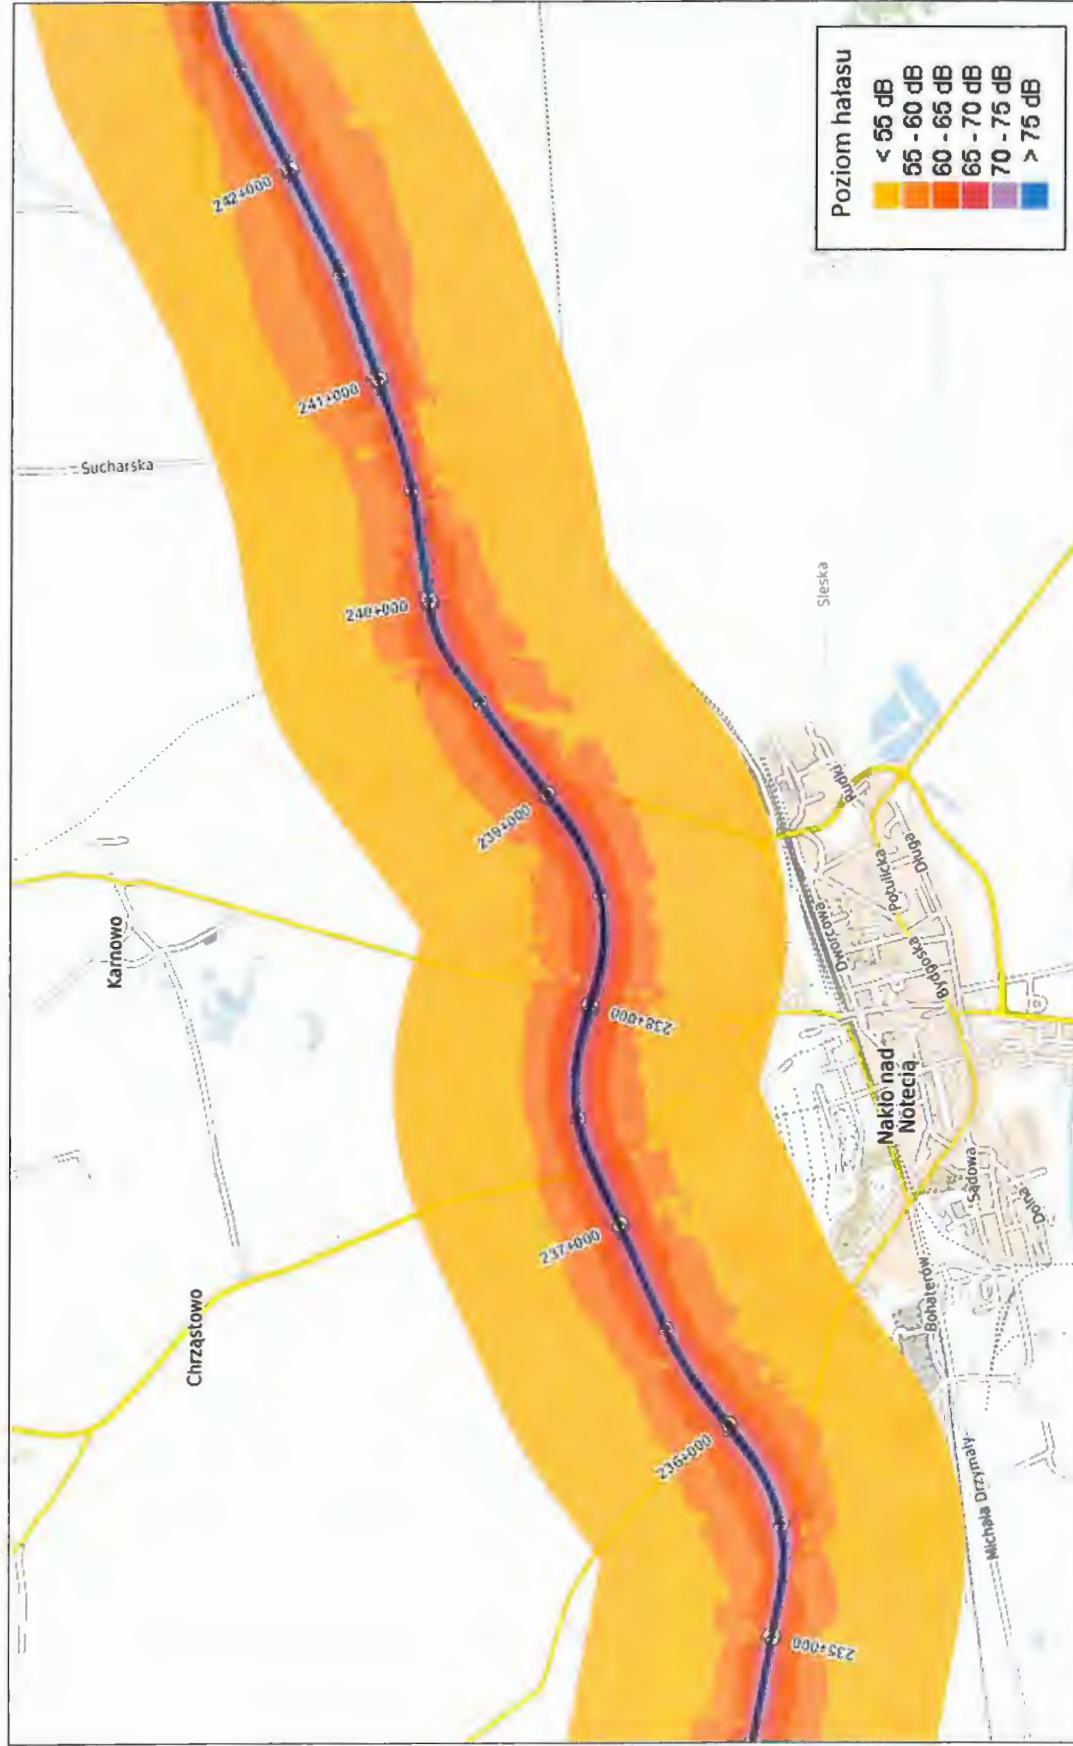 Poziom hałasu
< 55 dB
55 - 60 dB
60 - 65 dB
65 - 70 dB
70 - 75 dB
> 75 dB
242+000
241+000
Sucharska
240+000
Sleska
239+000
Karnowo
Rudki
Potulicka
Długa
Dworcowa
Bydgoska
238+000
Nakło nad
Notecią
237+000
Sądowa
Dolna
Chrząstowo
Bohaterów
236+000
Michała Drzymały
235+000